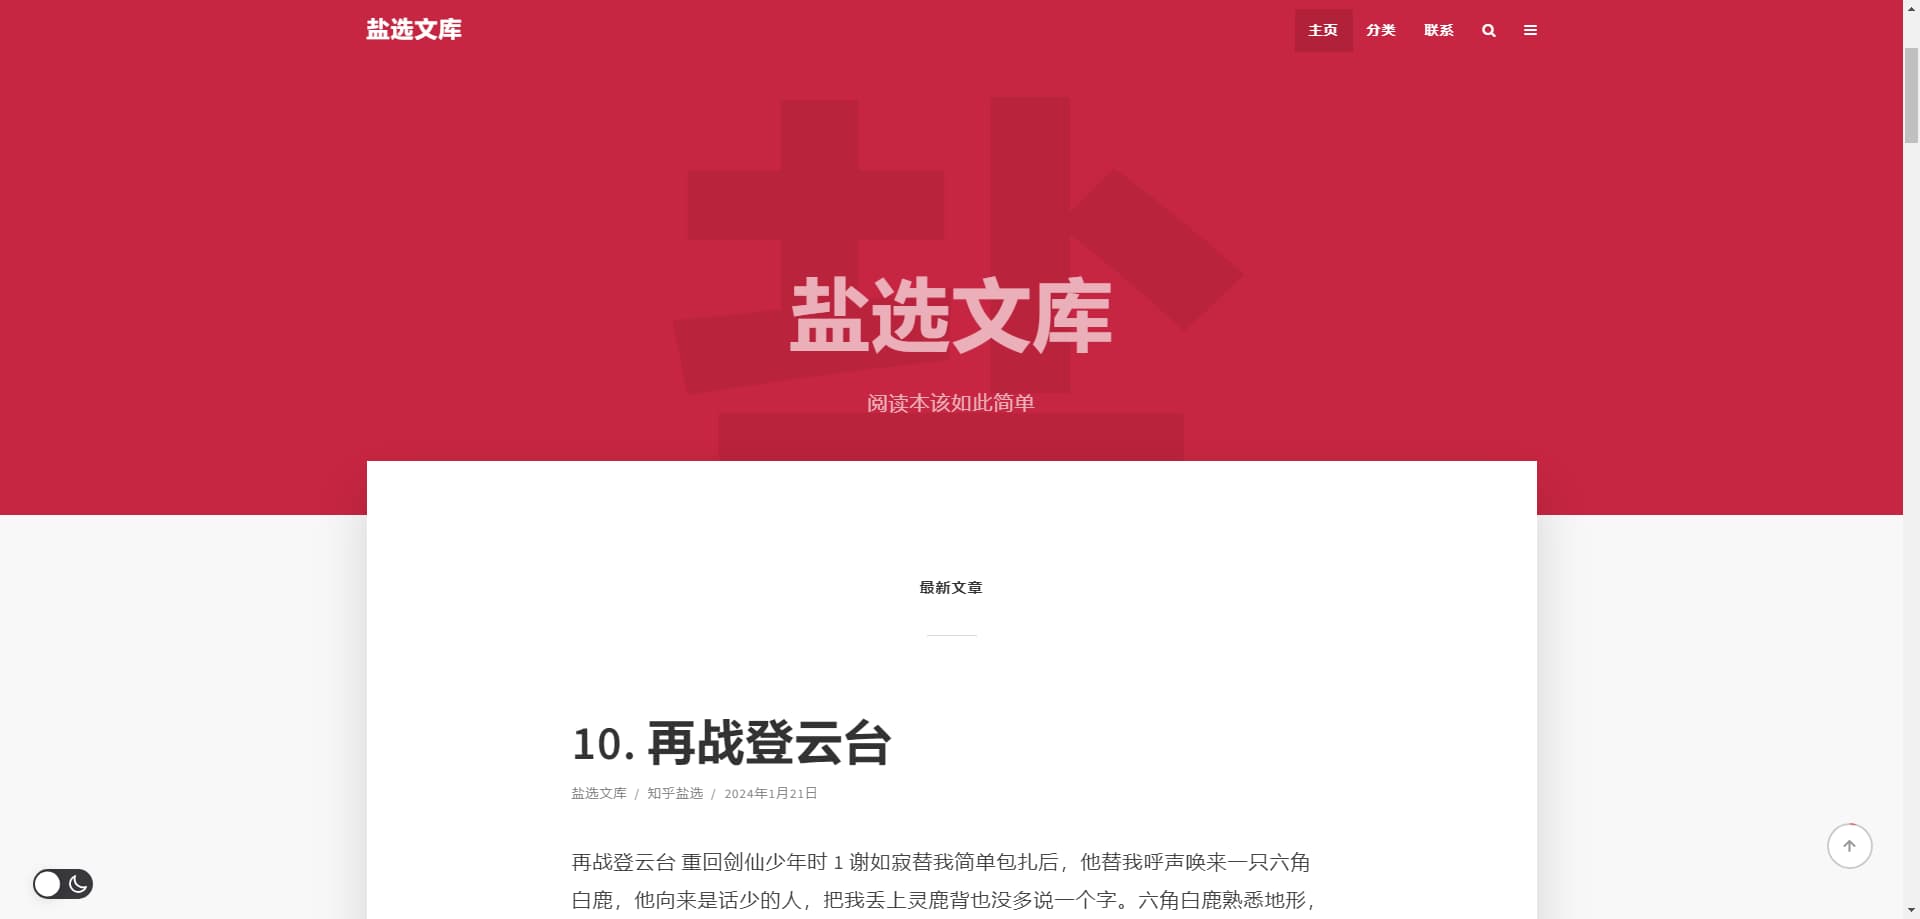 盐选文库
主页 分类 联系
盐
盐选文库
阅读本该如此简单
最新文章
10. 再战登云台
盐选文库 / 知乎盐选 / 2024年1月21日
再战登云台 重回剑仙少年时 1 谢如寂替我简单包扎后，他替我呼声唤来一只六角
白鹿，他向来是话少的人，把我丢上灵鹿背也没多说一个字。六角白鹿熟悉地形，